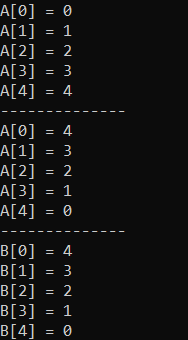 A[0] = 0
A[1] = 1
A[2] = 2
A[3] = 3
A[4] = 4
--------------
A[0] = 4
A[1] = 3
A[2] = 2
A[3] = 1
A[4] = 0
--------------
B[0] = 4
B[1] = 3
B[2] = 2
B[3] = 1
B[4] = 0